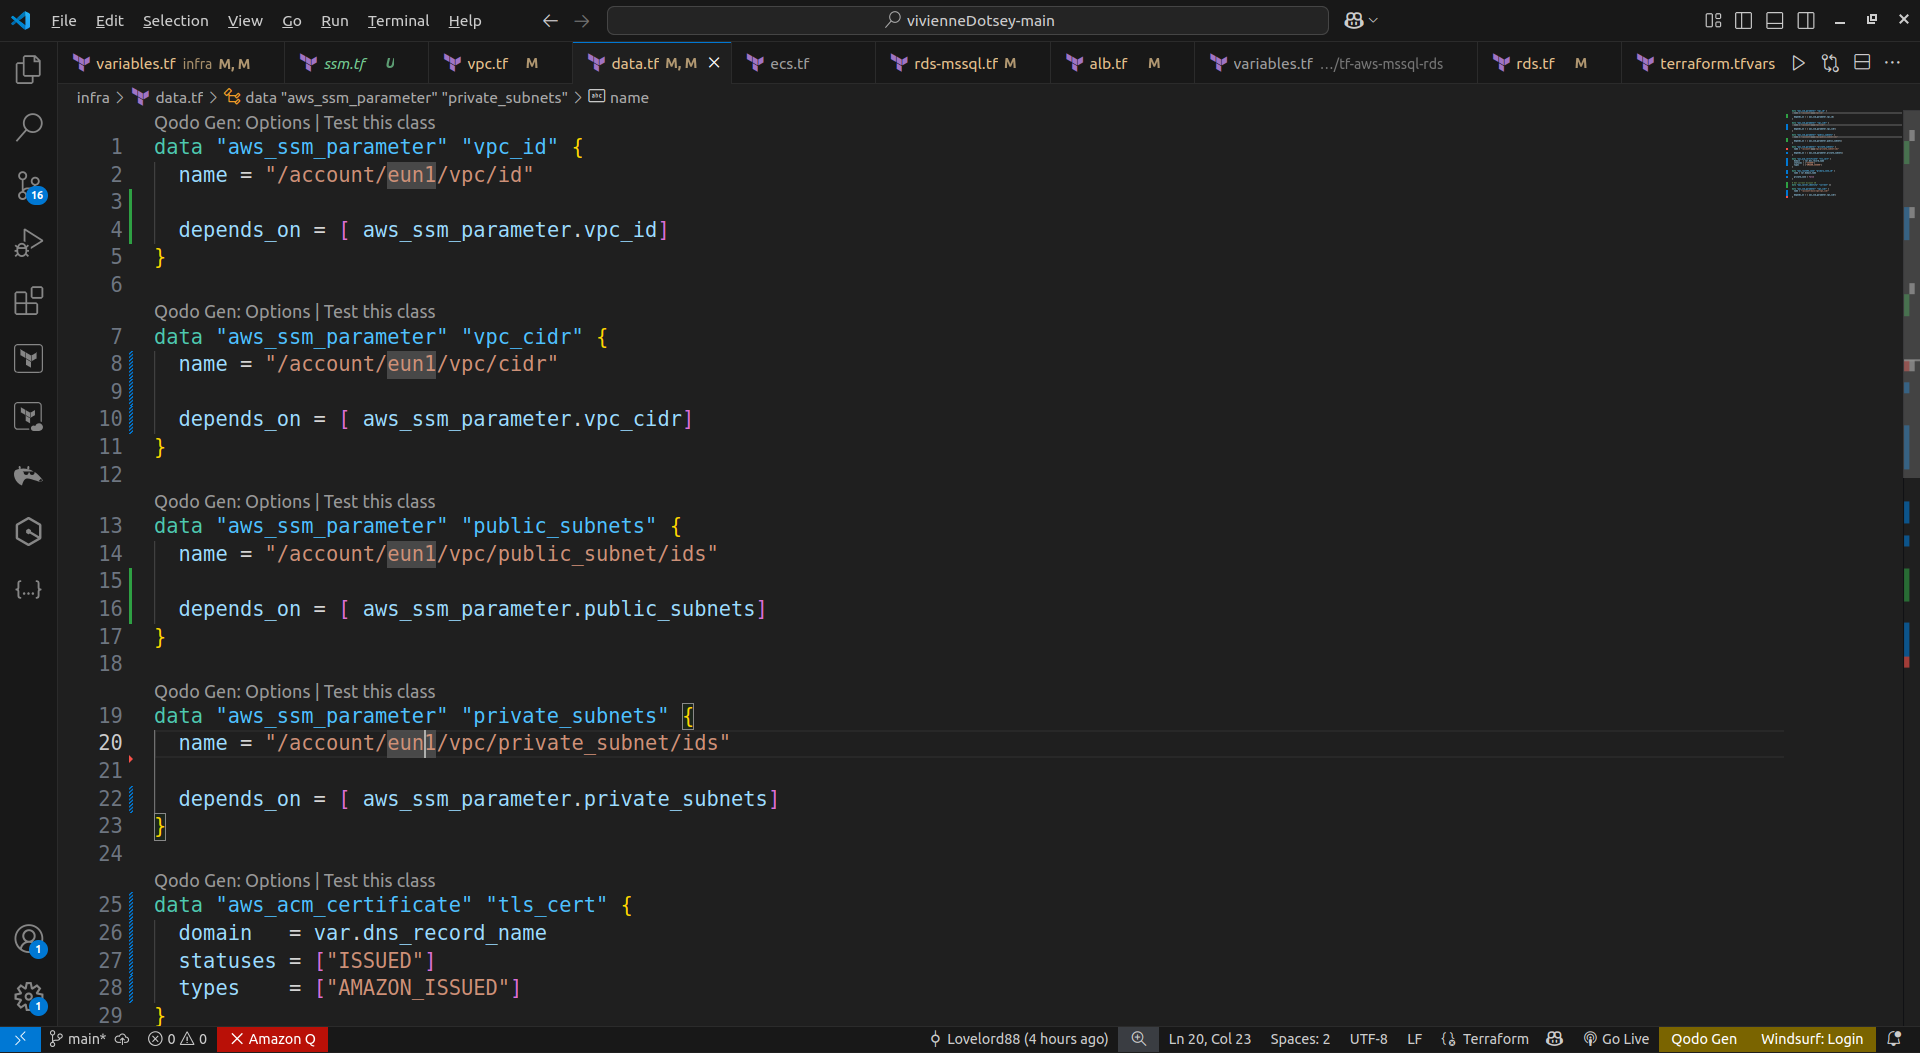 File Edit Selection View Go Run Terminal Help vivienneDotsey-main
variables.tf infra M, M ssm.tf U vpc.tf M data.tf M, M ecs.tf rds-mssql.tf M alb.tf M variables.tf .../tf-aws-mssql-rds rds.tf M terraform.tfvars
infra > data.tf > data "aws_ssm_parameter" "private_subnets" > name
Qodo Gen: Options | Test this class
1 data "aws_ssm_parameter" "vpc_id" {
2 name = "/account/eun1/vpc/id"
3
4 depends_on = [ aws_ssm_parameter.vpc_id]
5 }
6
Qodo Gen: Options | Test this class
7 data "aws_ssm_parameter" "vpc_cidr" {
8 name = "/account/eun1/vpc/cidr"
9
10 depends_on = [ aws_ssm_parameter.vpc_cidr]
11 }
12
Qodo Gen: Options | Test this class
13 data "aws_ssm_parameter" "public_subnets" {
14 name = "/account/eun1/vpc/public_subnet/ids"
15
16 depends_on = [ aws_ssm_parameter.public_subnets]
17 }
18
Qodo Gen: Options | Test this class
19 data "aws_ssm_parameter" "private_subnets" {
20 name = "/account/eun1/vpc/private_subnet/ids"
21
22 depends_on = [ aws_ssm_parameter.private_subnets]
23 }
24
Qodo Gen: Options | Test this class
25 data "aws_acm_certificate" "tls_cert" {
26 domain = var.dns_record_name
27 statuses = ["ISSUED"]
28 types = ["AMAZON_ISSUED"]
29 }
16
1
1
main* 0 0 Amazon Q Lovelord88 (4 hours ago) Ln 20, Col 23 Spaces: 2 UTF-8 LF Terraform Go Live Qodo Gen Windsurf: Login